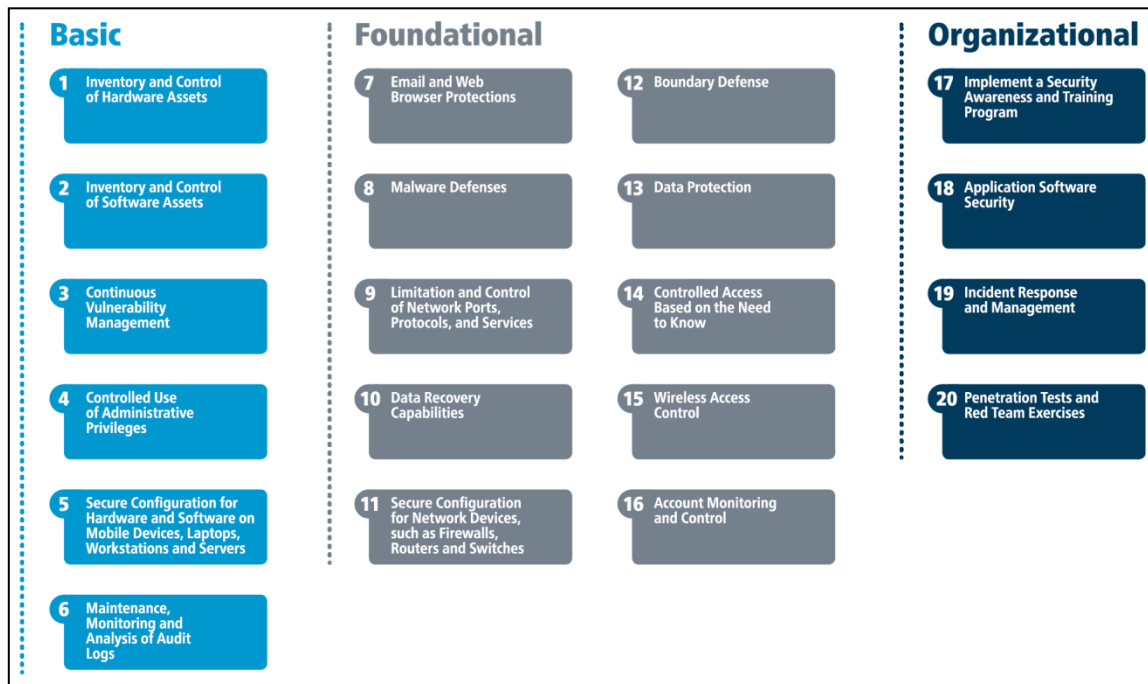 Basic
1
Inventory and Control
of Hardware Assets
2
Inventory and Control
of Software Assets
3
Continuous
Vulnerability
Management
4
Controlled Use
of Administrative
Privileges
5
Secure Configuration for
Hardware and Software on
Mobile Devices, Laptops,
Workstations and Servers
6
Maintenance,
Monitoring and
Analysis of Audit
Logs
Foundational
7
Email and Web
Browser Protections
8
Malware Defenses
9
Limitation and Control
of Network Ports,
Protocols, and Services
10
Data Recovery
Capabilities
11
Secure Configuration
for Network Devices,
such as Firewalls,
Routers and Switches
12
Boundary Defense
13
Data Protection
14
Controlled Access
Based on the Need
to Know
15
Wireless Access
Control
16
Account Monitoring
and Control
Organizational
17
Implement a Security
Awareness and Training
Program
18
Application Software
Security
19
Incident Response
and Management
20
Penetration Tests and
Red Team Exercises